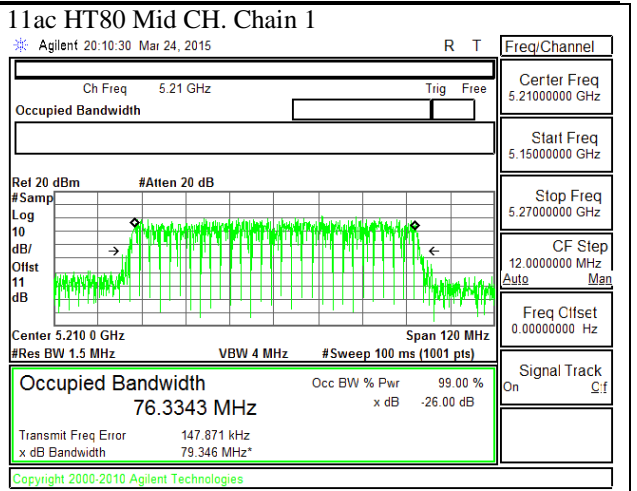 11ac HT80 Mid CH. Chain 1
Agilent 20:10:30 Mar 24, 2015 R T
Freq/Channel
Ch Freq 5.21 GHz Trig Free
Occupied Bandwidth
Center Freq
5.21000000 GHz
Start Freq
5.15000000 GHz
Stop Freq
5.27000000 GHz
CF Step
12.0000000 MHz
Auto Man
Freq Offset
0.00000000 Hz
Signal Track
On Off
Ref 20 dBm #Atten 20 dB
#Samp
Log
10
dB/
Offst
11
dB
Center 5.210 0 GHz Span 120 MHz
#Res BW 1.5 MHz VBW 4 MHz #Sweep 100 ms (1001 pts)
Occupied Bandwidth Occ BW % Pwr 99.00 %
76.3343 MHz x dB -26.00 dB
Transmit Freq Error 147.871 kHz
x dB Bandwidth 79.346 MHz*
Copyright 2000-2010 Agilent Technologies